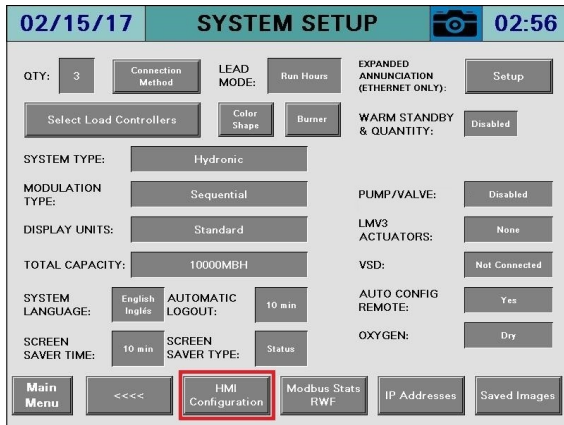 02/15/17 SYSTEM SETUP 02:56
QTY: 3 Connection Method LEAD MODE: Run Hours EXPANDED ANNUNCIATION (ETHERNET ONLY): Setup
Select Load Controllers Color Shape Burner WARM STANDBY & QUANTITY: Disabled
SYSTEM TYPE: Hydronic
MODULATION TYPE: Sequential PUMP/VALVE: Disabled
DISPLAY UNITS: Standard LMV3 ACTUATORS: None
TOTAL CAPACITY: 10000MBH VSD: Not Connected
SYSTEM LANGUAGE: English Inglés AUTOMATIC LOGOUT: 10 min AUTO CONFIG REMOTE: Yes
SCREEN SAVER TIME: 10 min SCREEN SAVER TYPE: Status OXYGEN: Dry
Main Menu <<<< HMI Configuration Modbus Stats RWF IP Addresses Saved Images